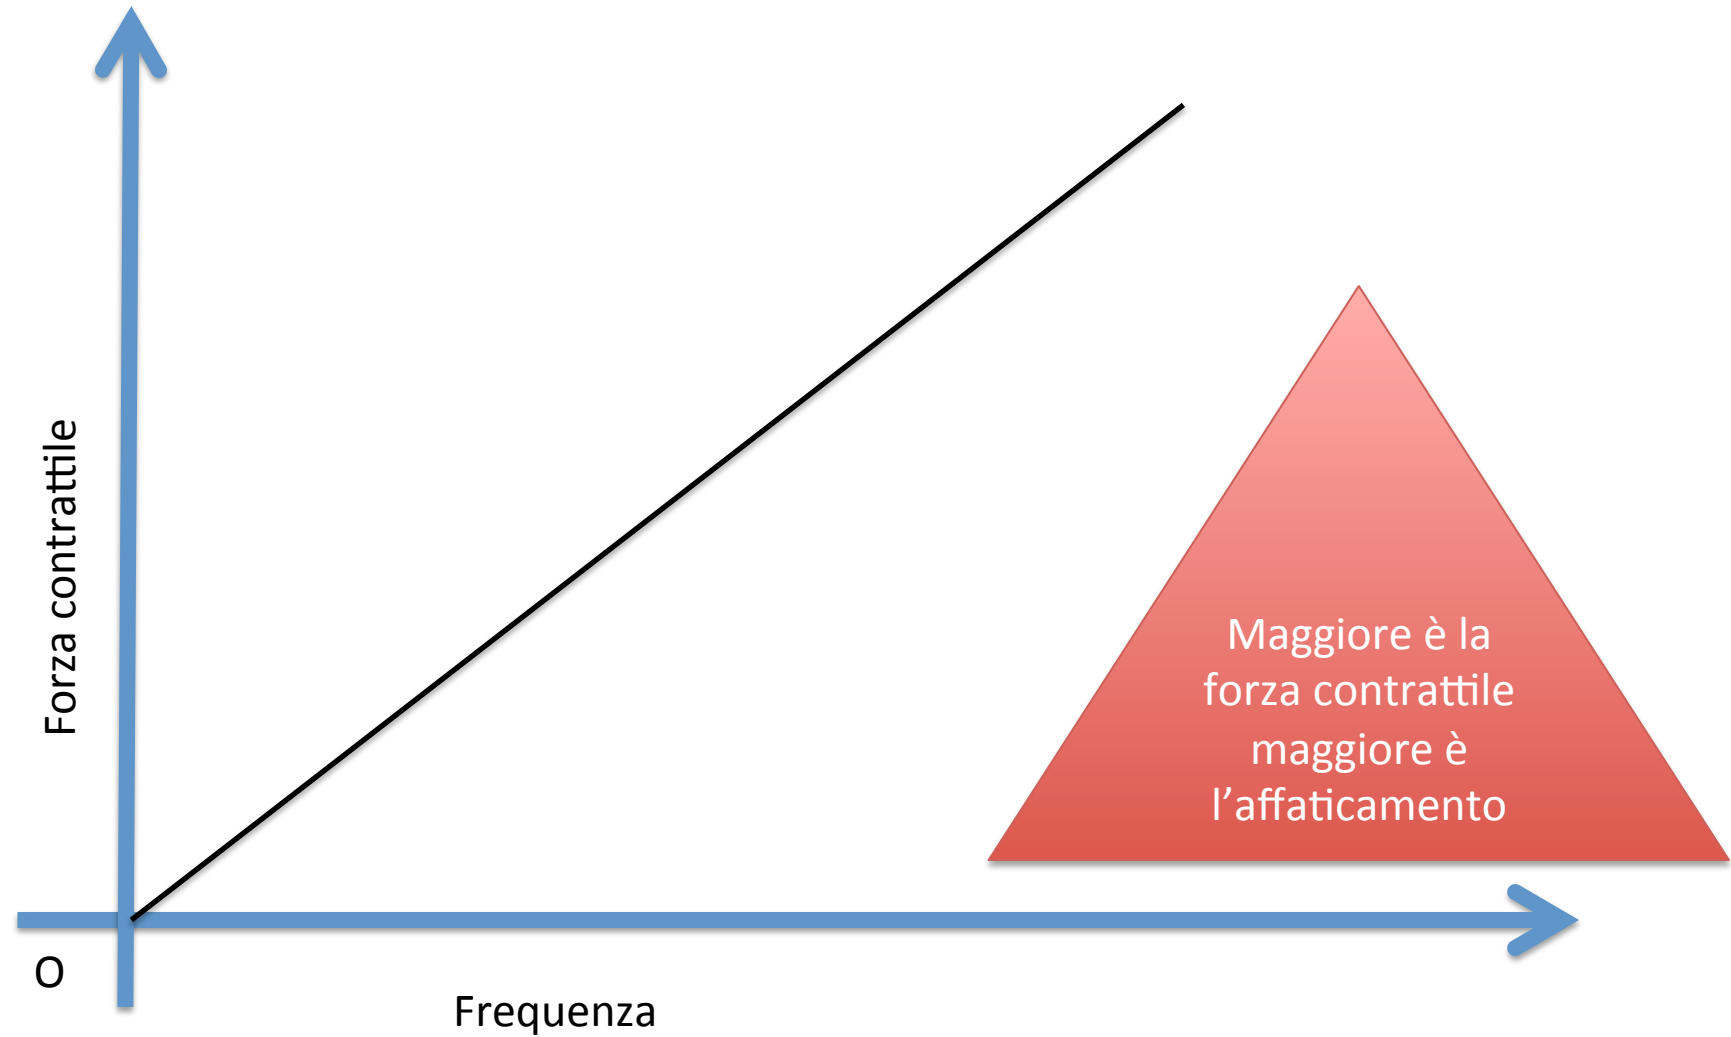 Forza contrattile
Maggiore è la
forza contrattile
maggiore è
l’affaticamento
O
Frequenza